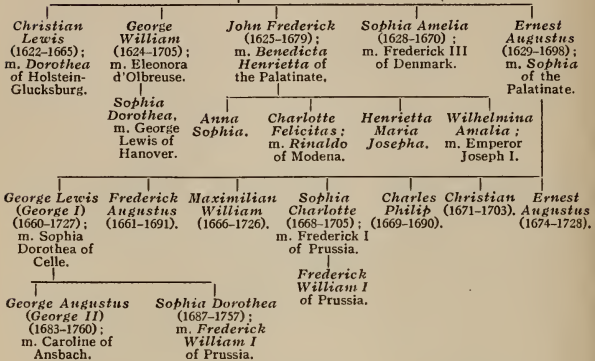 Christian
Lewis
(1622-1665);
m. Dorothea
of Holstein-
Glucksburg.
George
William
(1624-1705);
m. Eleonora
d'Olbreuse.
John Frederick
(1625-1679);
m. Benedicta
Henrietta of
the Palatinate,
Sophia Amelia
(1628-1670);
m. Frederick III
of Denmark.
Ernest
Augustus
(1629-1698);
m. Sophia
of the
Palatinate.
Sophia
Dorothea,
m. George
Lewis of
Hanover.
Anna
Sophia.
Charlotte
Felicitas;
m. Rinaldo
of Modena.
Henrietta
Maria
Josepha.
Wilhelmina
Amalia;
m. Emperor
Joseph I.
George Lewis
(George I)
(1660-1727);
m. Sophia
Dorothea of
Celle.
Frederick
Augustus
(1661-1691).
Maximilian
William
(1666-1726).
Sophia
Charlotte
(1668-1705);
m. Frederick I
of Prussia.
Charles
Philip
(1669-1690).
Christian
(1671-1703).
Ernest
Augustus
(1674-1728).
Frederick
William I
of Prussia.
George Augustus
(George II)
(1683-1760);
m. Caroline of
Ansbach.
Sophia Dorothea
(1687-1757);
m. Frederick
William I
of Prussia.